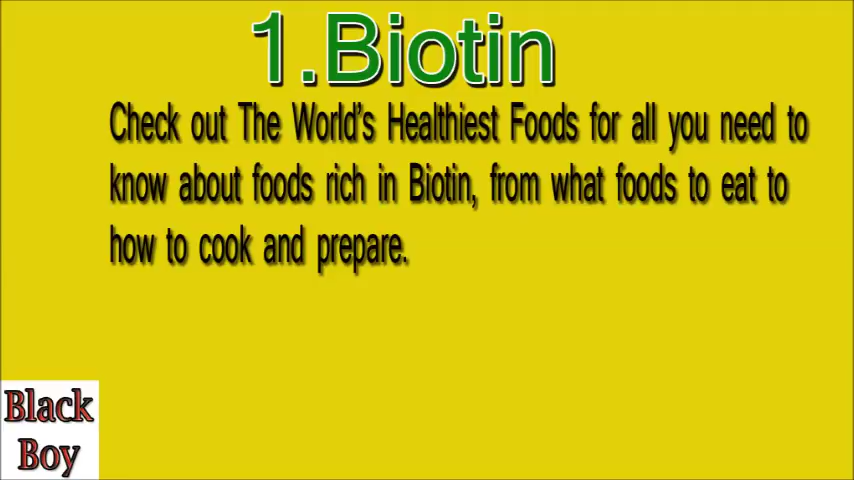 1.Biotin
Check out The World's Healthiest Foods for all you need to
know about foods rich in Biotin, from what foods to eat to
how to cook and prepare.
Black
Boy